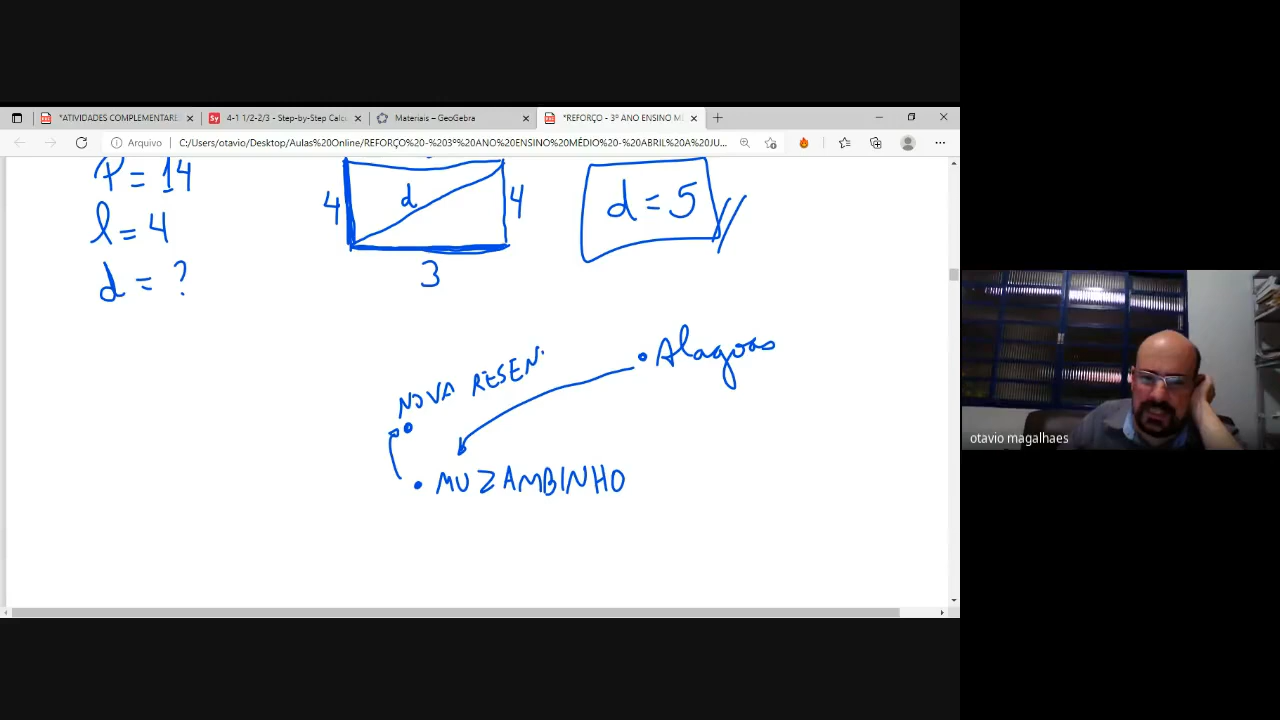 *ATIVIDADES COMPLEMENTARE
4-1 1/2-2/3 - Step-by-Step Calcu
Materiais – GeoGebra
*REFORÇO - 3º ANO ENSINO MÉ
Arquivo
C:/Users/otavio/Desktop/Aulas%20Online/REFORÇO%20-%203º%20ANO%20ENSINO%20MÉDIO%20-%20ABRIL%20A%20JU...
P = 14
l = 4
d = ?
4
d
4
3
d = 5
Alagoas
NOVA RESEN.
MUZAMBINHO
otavio magalhaes